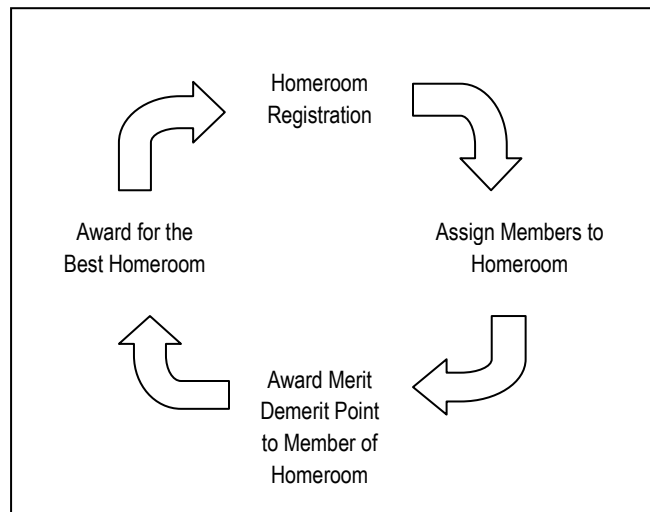 Homeroom
Registration
Assign Members to
Homeroom
Award Merit
Demerit Point
to Member of
Homeroom
Award for the
Best Homeroom